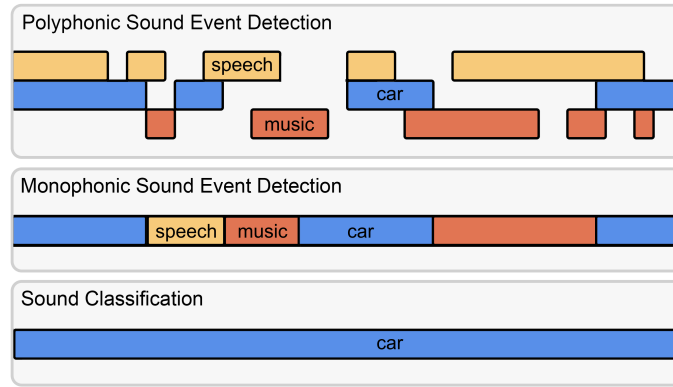 Polyphonic Sound Event Detection
speech
car
music
Monophonic Sound Event Detection
speech music car
Sound Classification
car